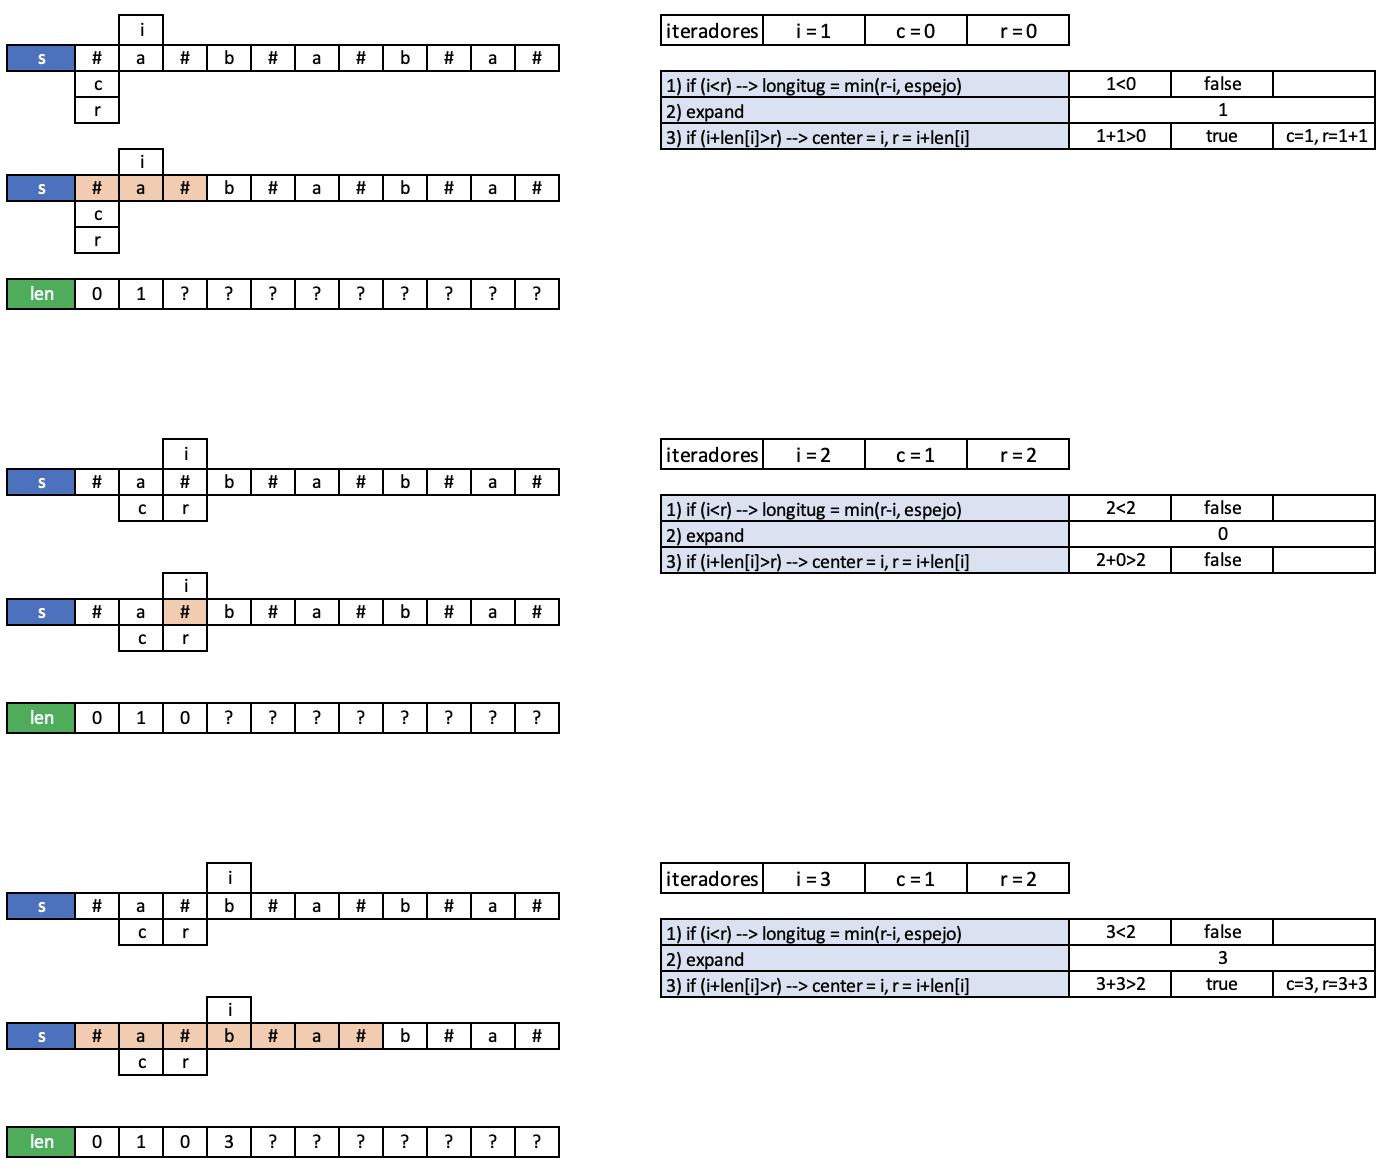 i
s # a # b # a # b # a #
c
r
iteradores i = 1 c = 0 r = 0
1) if (i<r) --> longitug = min(r-i, espejo) 1<0 false
2) expand 1
3) if (i+len[i]>r) --> center = i, r = i+len[i] 1+1>0 true c=1, r=1+1
i
s # a # b # a # b # a #
c
r
len 0 1 ? ? ? ? ? ? ? ? ?
i
s # a # b # a # b # a #
c r
iteradores i = 2 c = 1 r = 2
1) if (i<r) --> longitug = min(r-i, espejo) 2<2 false
2) expand 0
3) if (i+len[i]>r) --> center = i, r = i+len[i] 2+0>2 false
i
s # a # b # a # b # a #
c r
len 0 1 0 ? ? ? ? ? ? ? ?
i
s # a # b # a # b # a #
c r
iteradores i = 3 c = 1 r = 2
1) if (i<r) --> longitug = min(r-i, espejo) 3<2 false
2) expand 3
3) if (i+len[i]>r) --> center = i, r = i+len[i] 3+3>2 true c=3, r=3+3
i
s # a # b # a # b # a #
c r
len 0 1 0 3 ? ? ? ? ? ? ?